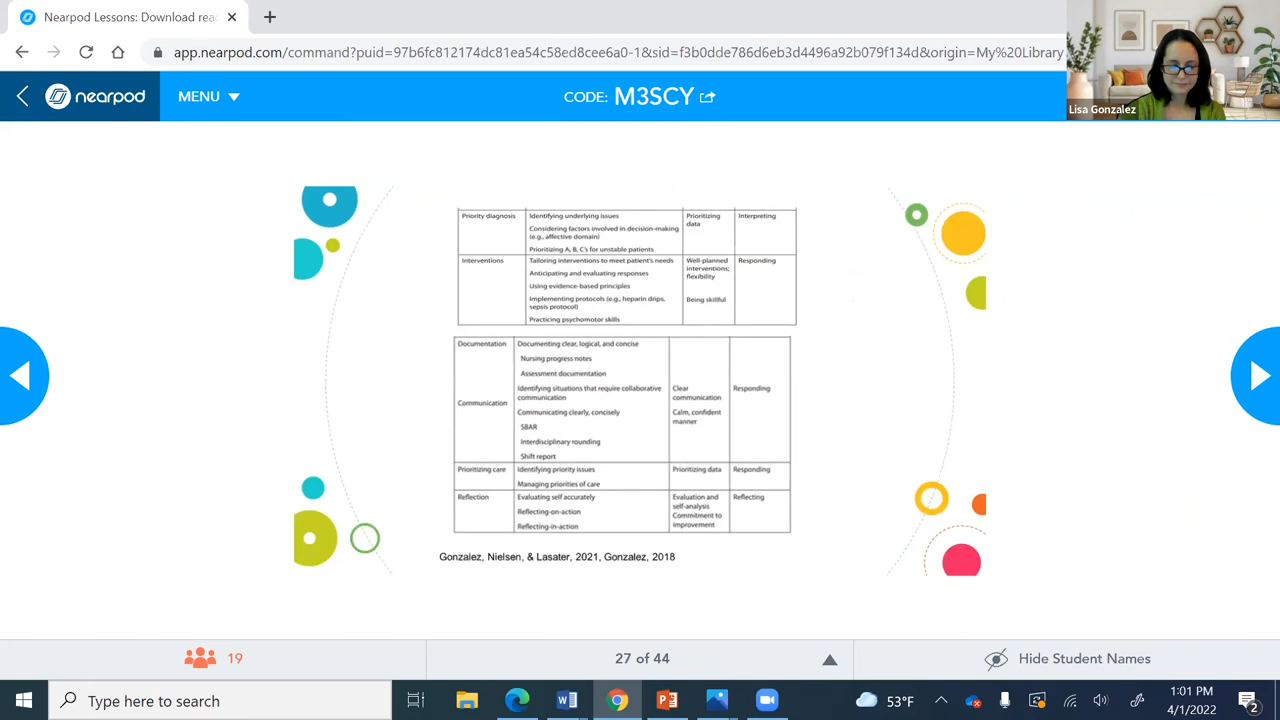 Nearpod Lessons: Download rea
app.nearpod.com/command?puid=97b6fc812174dc81ea54c58ed8cee6a0-1&sid=f3b0dde786d6eb3d4496a92b079f134d&origin=My%20Library
nearpod
MENU
CODE: M3SCY
Lisa Gonzalez
Priority diagnosis
Identifying underlying issues
Considering factors involved in decision-making
(e.g., affective domain)
Prioritizing A, B, C's for unstable patients
Prioritizing
data
Interpreting
Interventions
Tailoring interventions to meet patient's needs
Anticipating and evaluating responses
Using evidence-based principles
Implementing protocols (e.g., heparin drips,
sepsis protocol)
Practicing psychomotor skills
Well-planned
interventions;
flexibility
Being skillful
Responding
Documentation
Communication
Documenting clear, logical, and concise
Nursing progress notes
Assessment documentation
Identifying situations that require collaborative
communication
Communicating clearly, concisely
SBAR
Interdisciplinary rounding
Shift report
Clear
communication
Calm, confident
manner
Responding
Prioritizing care
Identifying priority issues
Managing priorities of care
Prioritizing data
Responding
Reflection
Evaluating self accurately
Reflecting-on-action
Reflecting-in-action
Evaluation and
self-analysis
Commitment to
improvement
Reflecting
Gonzalez, Nielsen, & Lasater, 2021, Gonzalez, 2018
19
27 of 44
Hide Student Names
Type here to search
53°F
1:01 PM
4/1/2022
2